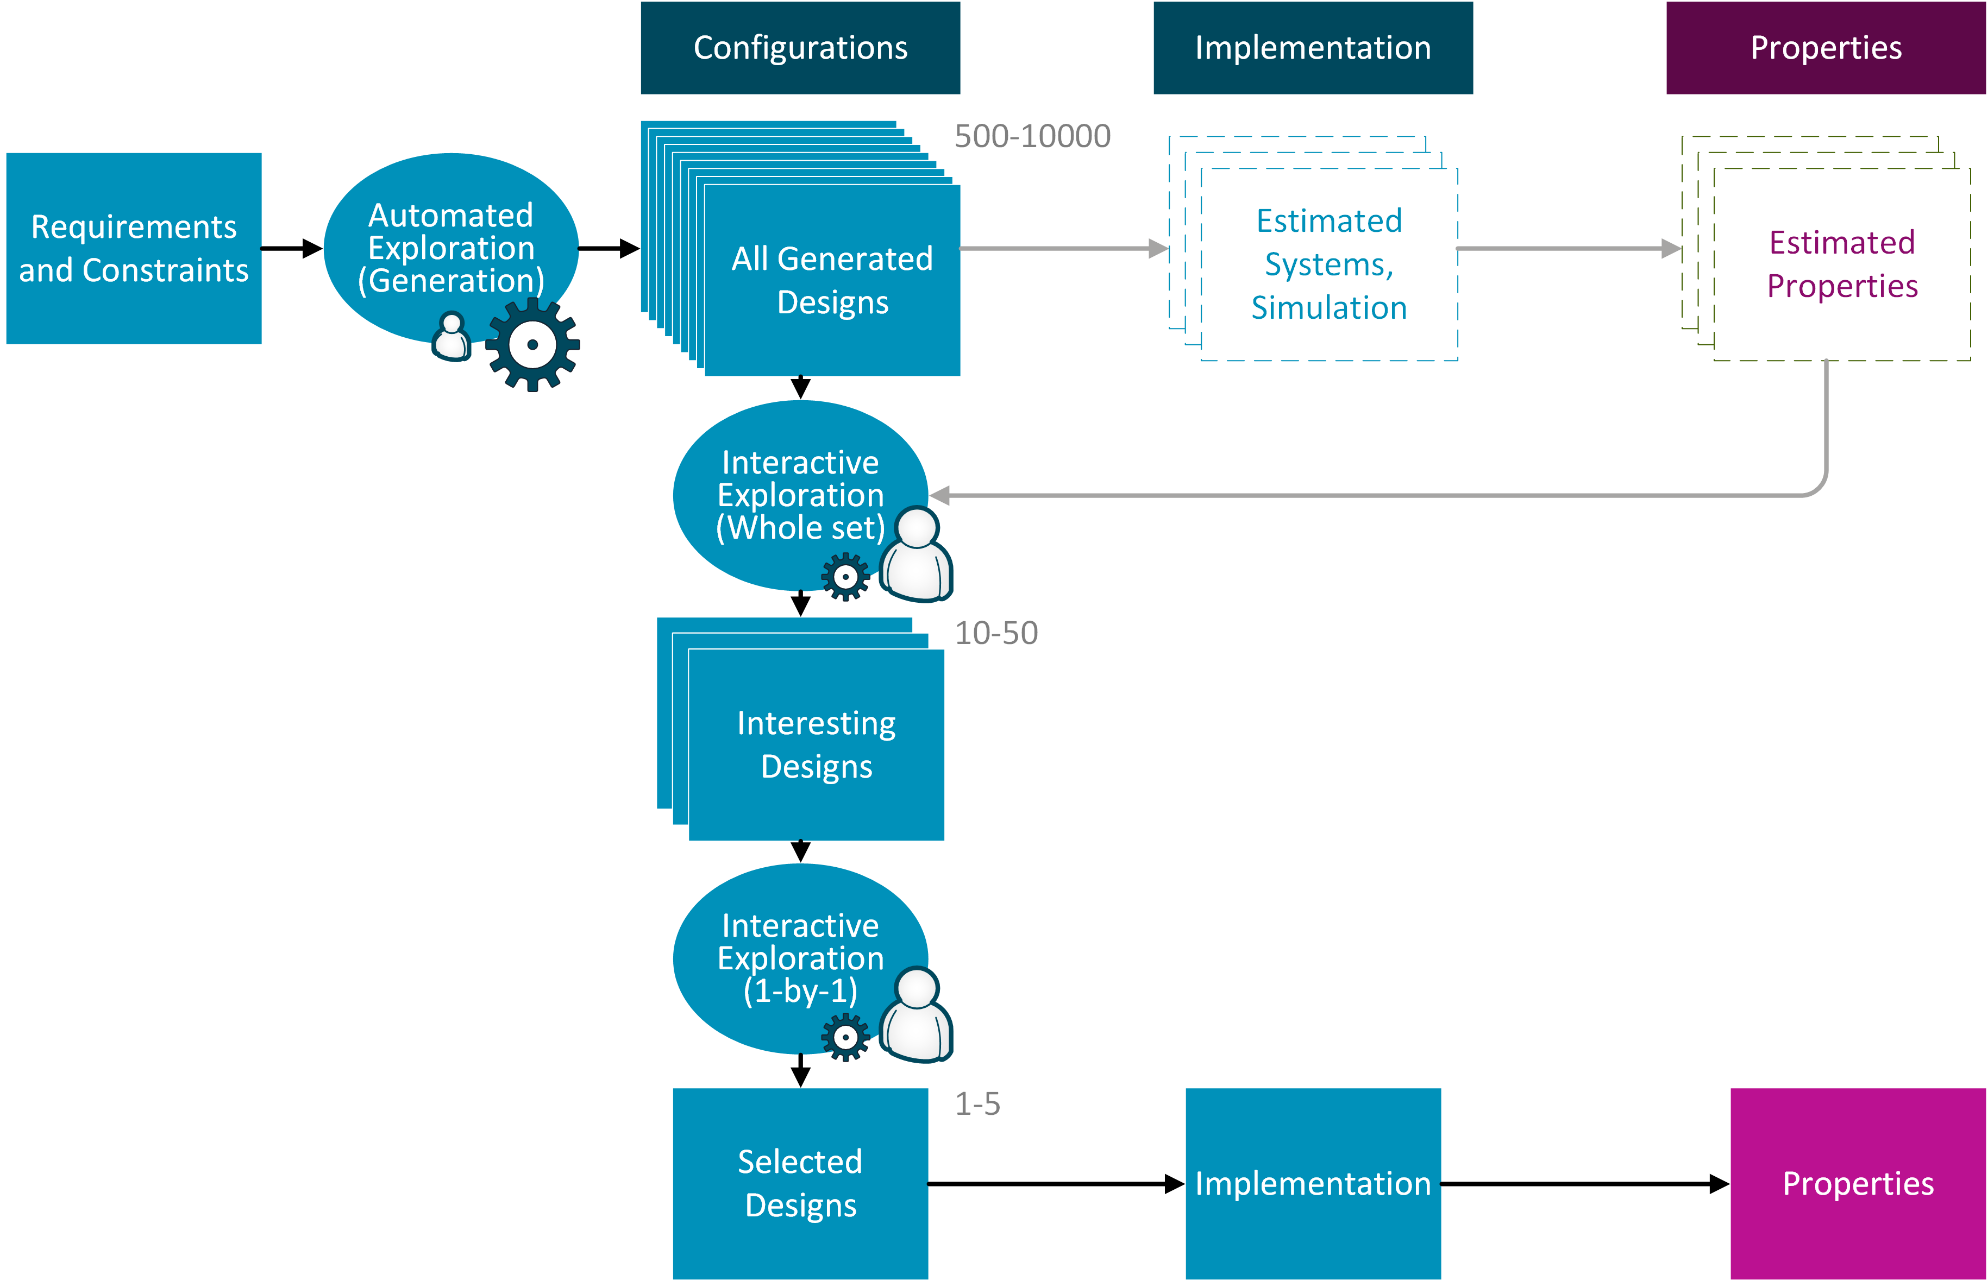 Configurations
Implementation
Properties
500-10000
Requirements
and Constraints
Automated
Exploration
(Generation)
All Generated
Designs
Estimated
Systems,
Simulation
Estimated
Properties
Interactive
Exploration
(Whole set)
10-50
Interesting
Designs
Interactive
Exploration
(1-by-1)
1-5
Selected
Designs
Implementation
Properties